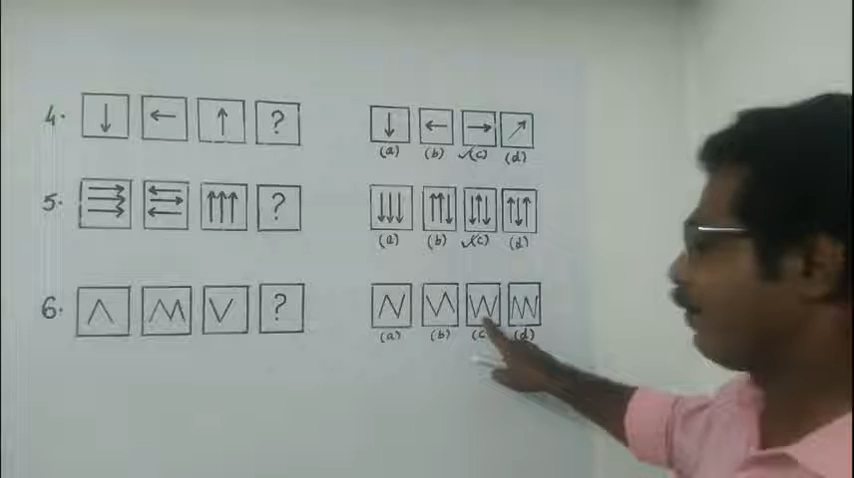 4. ?
(a) (b) ✓(c) (d)
5. ?
(a) (b) ✓(c) (d)
6. ?
(a) (b) (c) (d)